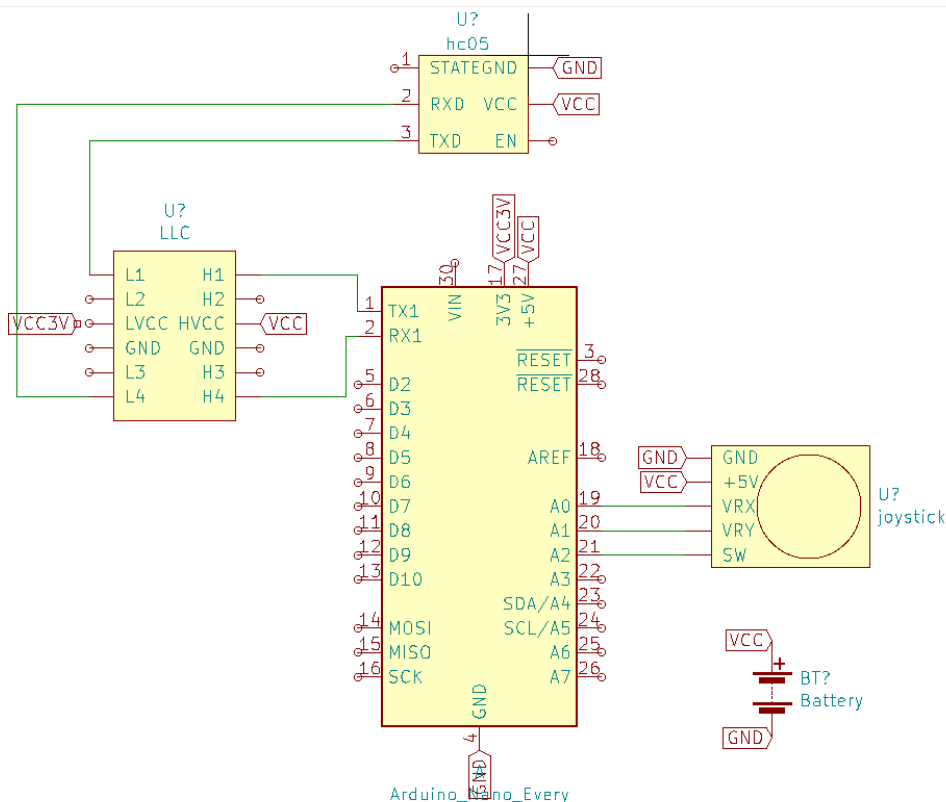 U?
hc05
1 STATE GND GND
2 RXD VCC VCC
3 TXD EN
U?
LLC
L1 H1
L2 H2
VCC3V LVCC HVCC VCC
GND GND
L3 H3
L4 H4
VCC3V VCC
30 17 27
VIN 3V3 +5V
1 TX1
2 RX1
RESET 3
5 D2 RESET 28
6 D3
7 D4
8 D5 AREF 18
9 D6
10 D7 A0 19
11 D8 A1 20
12 D9 A2 21
13 D10 A3 22
SDA/A4 23
14 MOSI SCL/A5 24
15 MISO A6 25
16 SCK A7 26
GND
4
GND
Arduino_Nano_Every
GND GND
VCC +5V
VRX
VRY
SW
U?
joystick
VCC
+
BT?
Battery
GND